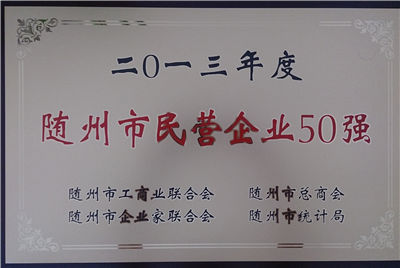 二〇一三年度
随州市民营企业50强
随州市工商业联合会 随州市总商会
随州市企业家联合会 随州市统计局